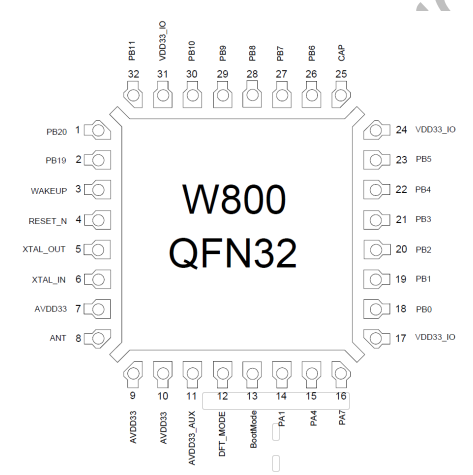 PB11
VDD33_IO
PB10
PB9
PB8
PB7
PB6
CAP
32 31 30 29 28 27 26 25
PB20 1
PB19 2
WAKEUP 3
RESET_N 4
XTAL_OUT 5
XTAL_IN 6
AVDD33 7
ANT 8
W800
QFN32
24 VDD33_IO
23 PB5
22 PB4
21 PB3
20 PB2
19 PB1
18 PB0
17 VDD33_IO
9 10 11 12 13 14 15 16
AVDD33
AVDD33
AVDD33_AUX
DFT_MODE
BootMode
PA1
PA4
PA7